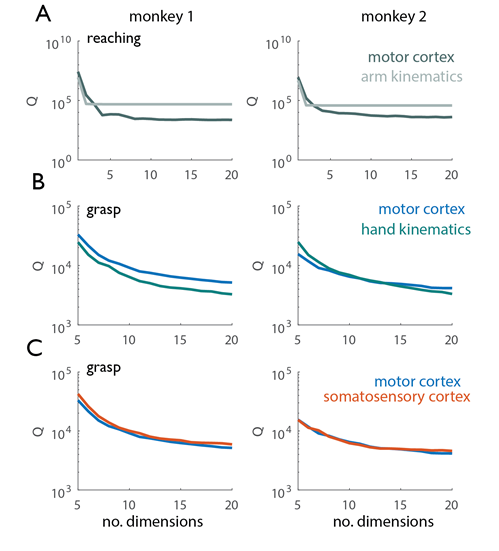 A
monkey 1
monkey 2
reaching
motor cortex
arm kinematics
Q
10^10
10^5
10^0
5
10
15
20
Q
10^10
10^5
10^0
5
10
15
20
B
grasp
motor cortex
hand kinematics
Q
10^5
10^4
10^3
5
10
15
20
Q
10^5
10^4
10^3
5
10
15
20
C
grasp
motor cortex
somatosensory cortex
Q
10^5
10^4
10^3
5
10
15
20
no. dimensions
Q
10^5
10^4
10^3
5
10
15
20
no. dimensions